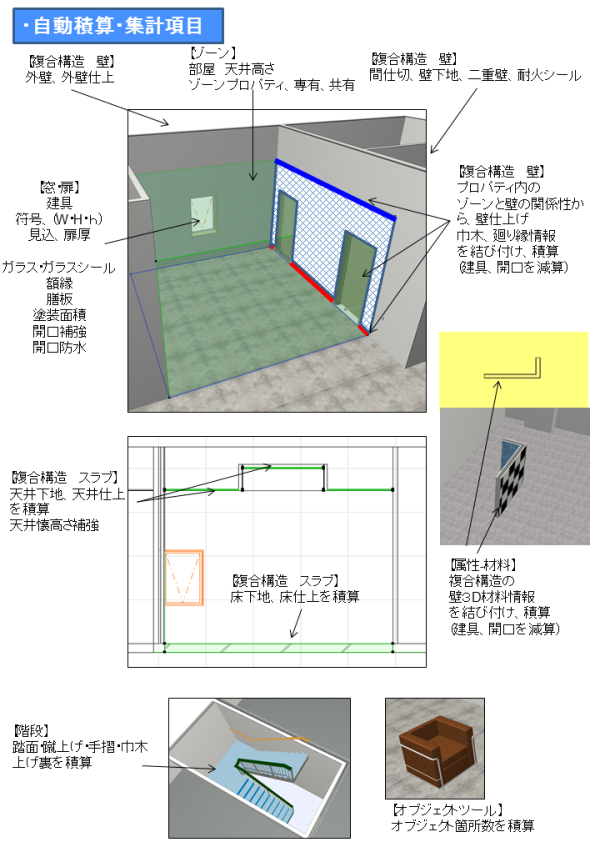 ・自動積算・集計項目
【複合構造　壁】
外壁、外壁仕上
【ゾーン】
部屋　天井高さ
ゾーンプロパティ、専有、共有
【複合構造　壁】
間仕切、壁下地、二重壁、耐火シール
【窓・扉】
建具
符号、(W・H・h)
見込、扉厚
ガラス・ガラスシール
額縁
膳板
塗装面積
開口補強
開口防水
【複合構造　壁】
プロパティ内の
ゾーンと壁の関係性か
ら、壁仕上げ
巾木、廻り縁情報
を結び付け、積算
(建具、開口を減算)
【複合構造　スラブ】
天井下地、天井仕上
を積算
天井懐高さ補強
【複合構造　スラブ】
床下地、床仕上を積算
【属性-材料】
複合構造の
壁3D材料情報
を結び付け、積算
(建具、開口を減算)
【階段】
踏面・蹴上げ・手摺・巾木
上げ裏を積算
【オブジェクトツール】
オブジェクト箇所数を積算